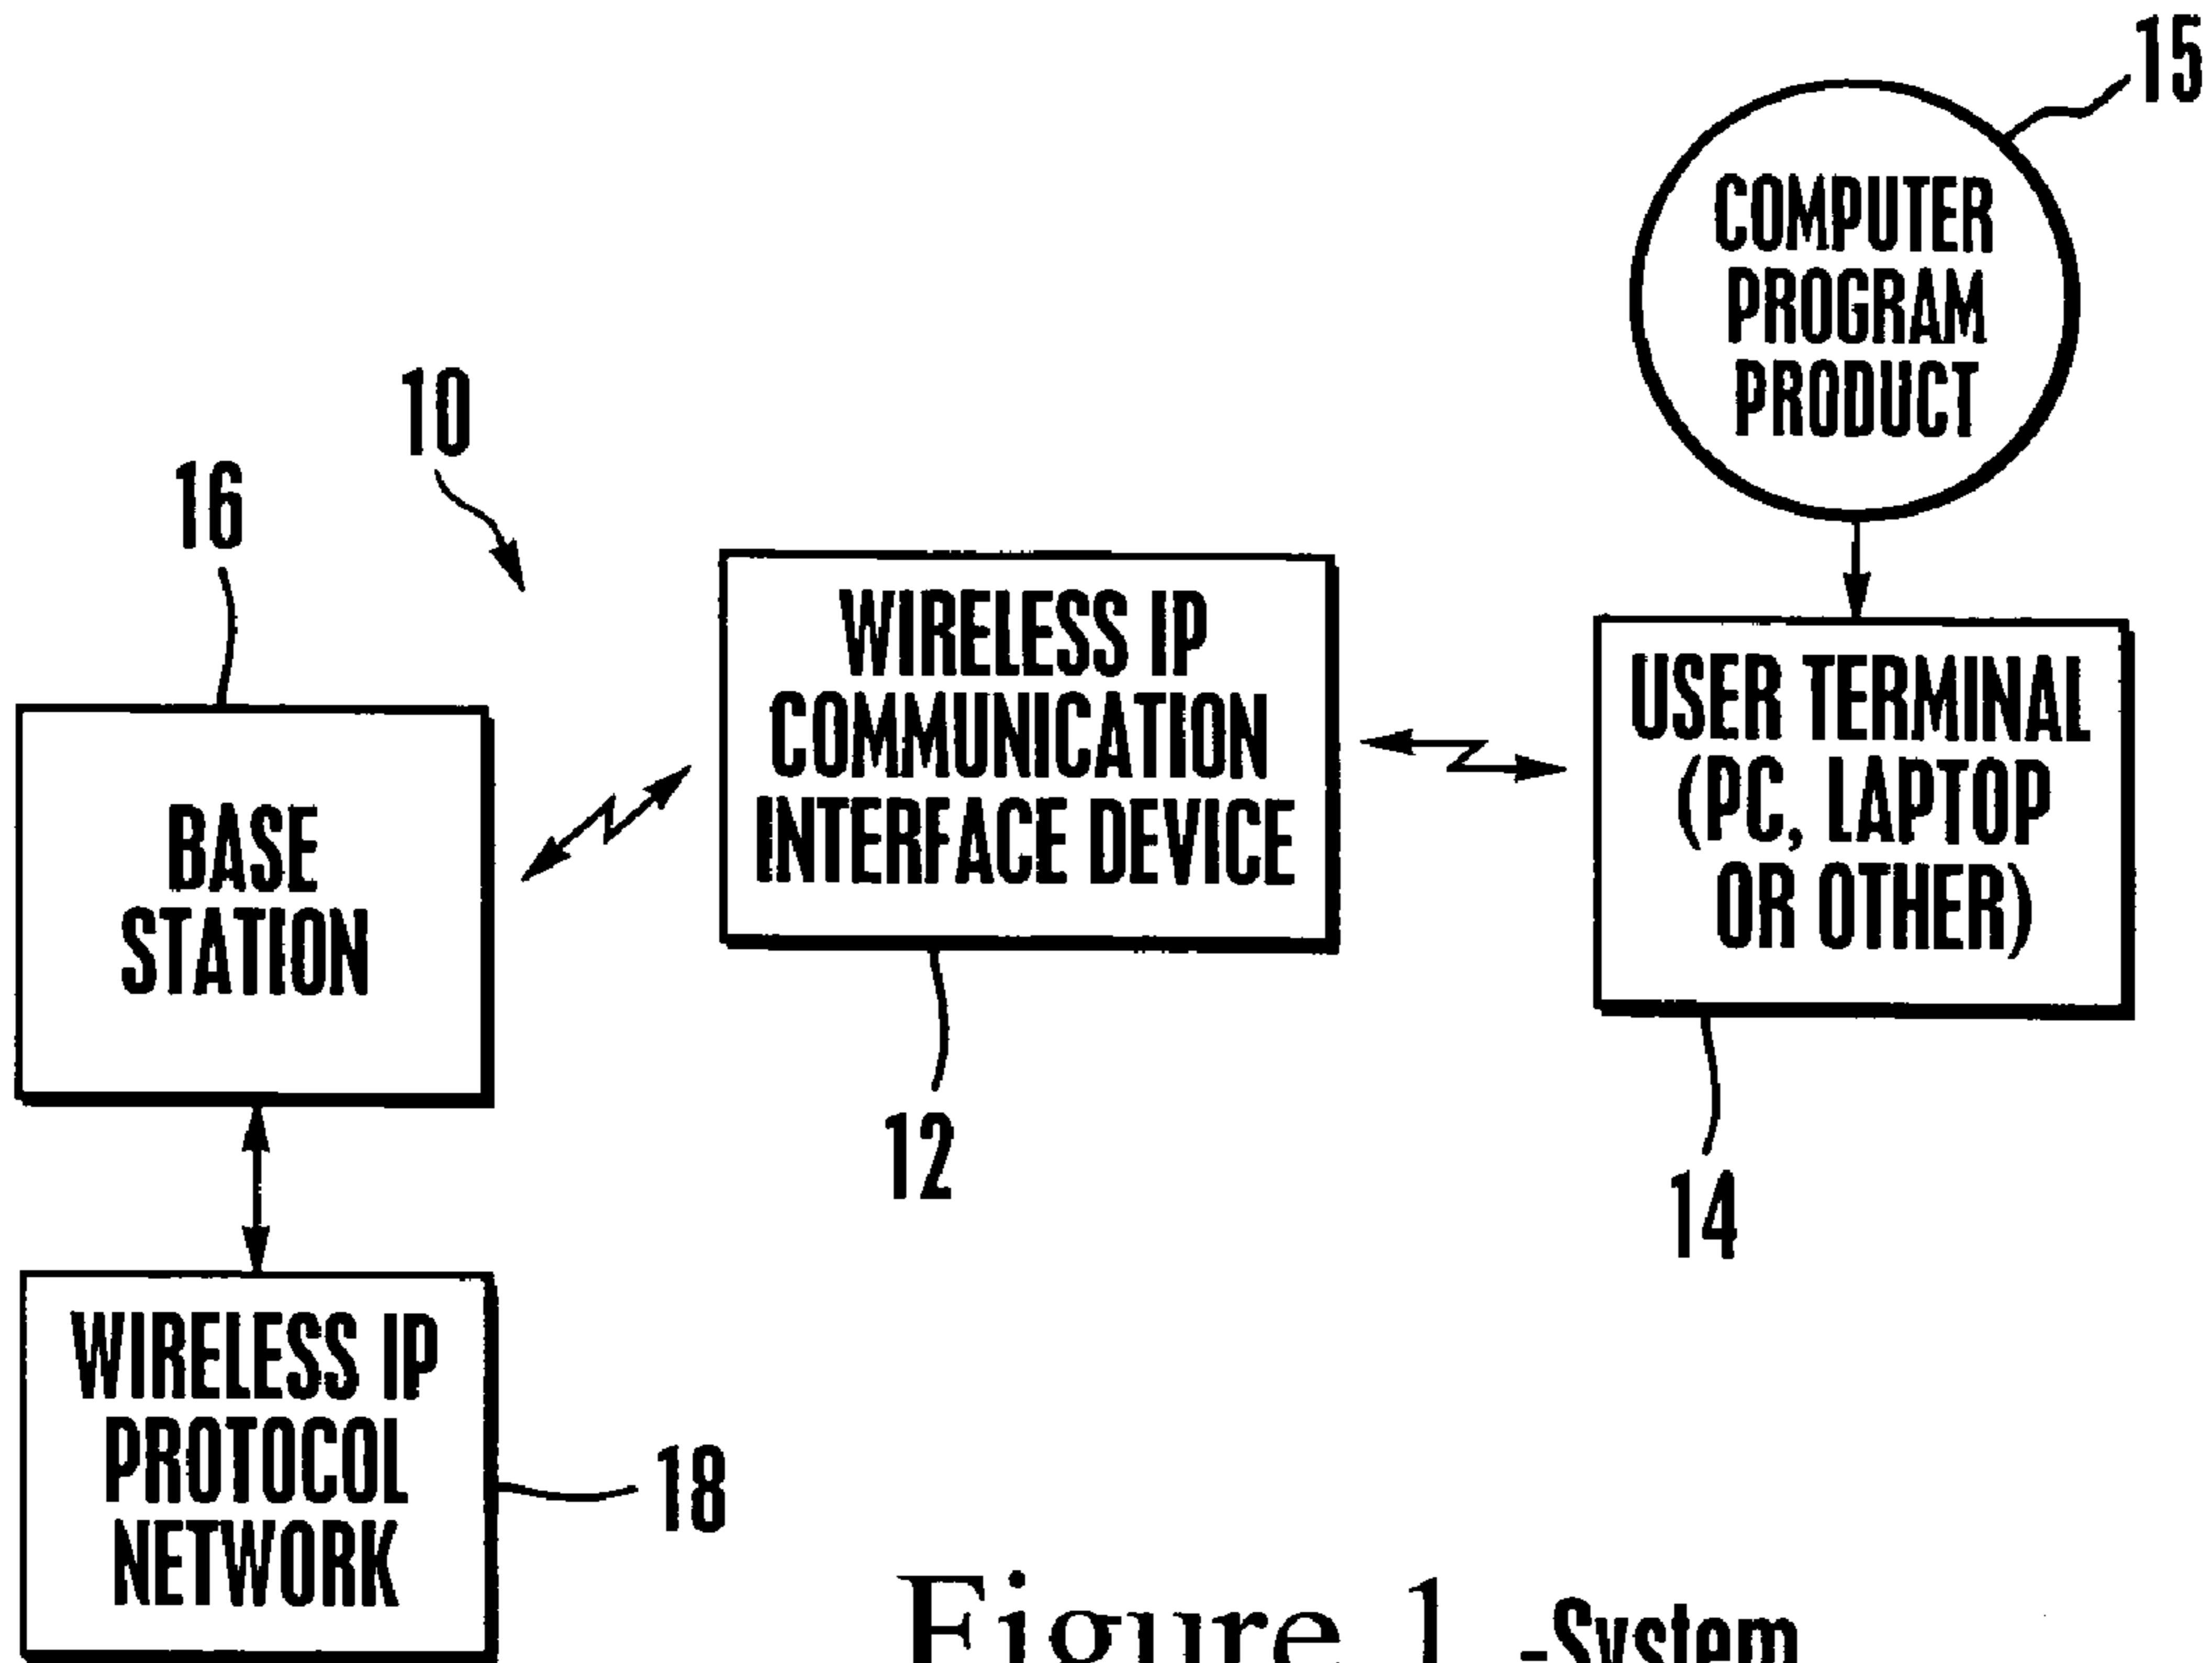 15
COMPUTER
PROGRAM
PRODUCT
10
16
WIRELESS IP
COMMUNICATION
INTERFACE DEVICE
USER TERMINAL
(PC, LAPTOP
OR OTHER)
BASE
STATION
12
14
WIRELESS IP
PROTOCOL
NETWORK
18
Figure 1 -System